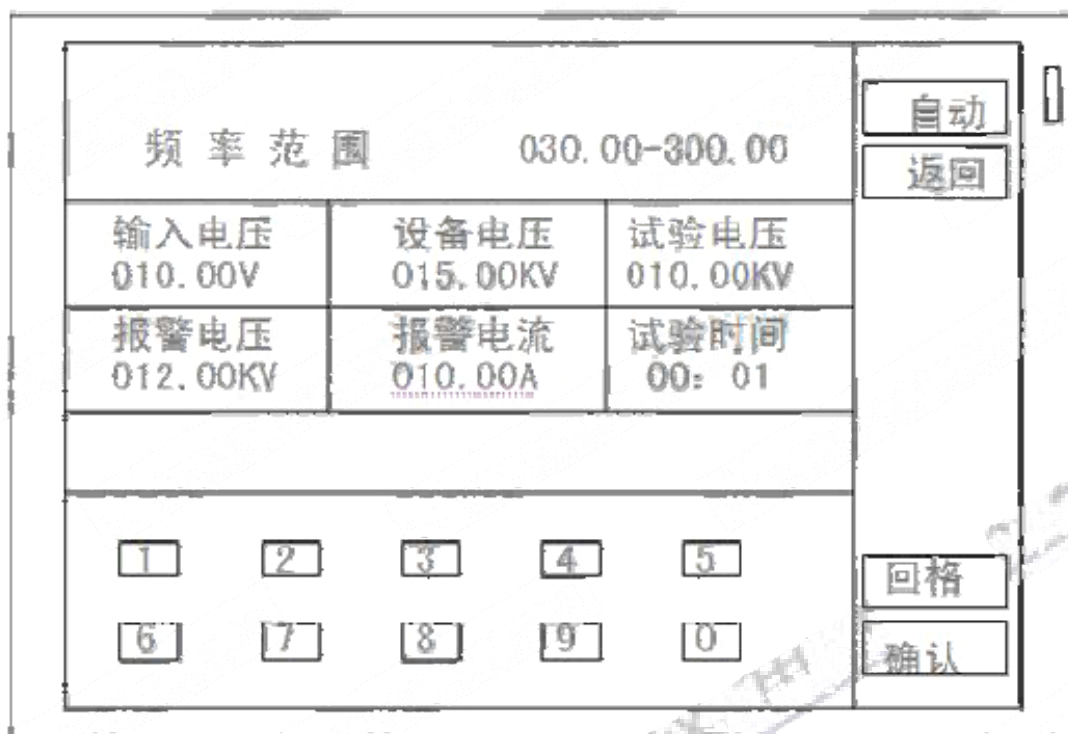 自动
频率范围 030.00-300.00
返回
输入电压 设备电压 试验电压
010.00V 015.00KV 010.00KV
报警电压 报警电流 试验时间
012.00KV 010.00A 00: 01
1 2 3 4 5
回格
6 7 8 9 0
确认